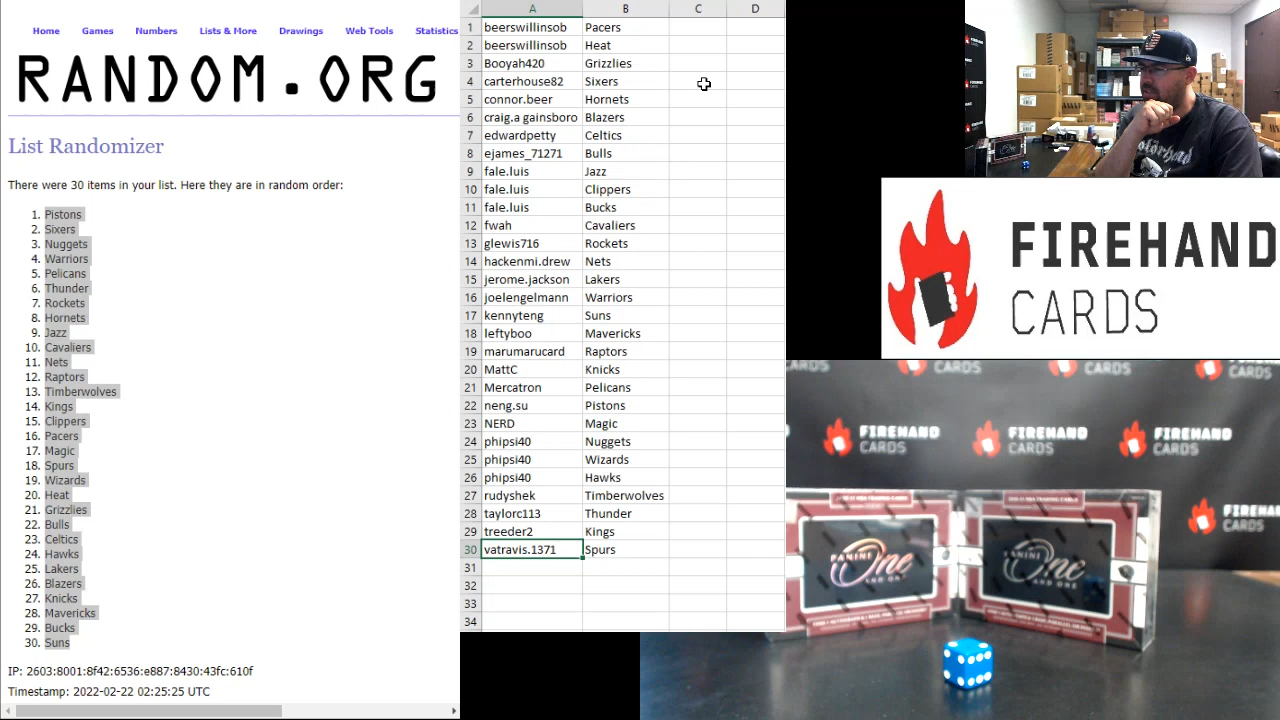 Home Games Numbers Lists & More Drawings Web Tools Statistics
RANDOM.ORG
List Randomizer
There were 30 items in your list. Here they are in random order:
1. Pistons
2. Sixers
3. Nuggets
4. Warriors
5. Pelicans
6. Thunder
7. Rockets
8. Hornets
9. Jazz
10. Cavaliers
11. Nets
12. Raptors
13. Timberwolves
14. Kings
15. Clippers
16. Pacers
17. Magic
18. Spurs
19. Wizards
20. Heat
21. Grizzlies
22. Bulls
23. Celtics
24. Hawks
25. Lakers
26. Blazers
27. Knicks
28. Mavericks
29. Bucks
30. Suns
IP: 2603:8001:8f42:6536:e887:8430:43fc:610f
Timestamp: 2022-02-22 02:25:25 UTC
A B C D
1 beerswillinsob Pacers
2 beerswillinsob Heat
3 Booyah420 Grizzlies
4 carterhouse82 Sixers
5 connor.beer Hornets
6 craig.a gainsboro Blazers
7 edwardpetty Celtics
8 ejames_71271 Bulls
9 fale.luis Jazz
10 fale.luis Clippers
11 fale.luis Bucks
12 fwah Cavaliers
13 glewis716 Rockets
14 hackenmi.drew Nets
15 jerome.jackson Lakers
16 joelengelmann Warriors
17 kennyteng Suns
18 leftyboo Mavericks
19 marumarucard Raptors
20 MattC Knicks
21 Mercatron Pelicans
22 neng.su Pistons
23 NERD Magic
24 phipsi40 Nuggets
25 phipsi40 Wizards
26 phipsi40 Hawks
27 rudyshek Timberwolves
28 taylorc113 Thunder
29 treeder2 Kings
30 vatravis.1371 Spurs
31
32
33
34
Motörhead
FIREHAND
CARDS
FIREHAND
CARDS
FIREHAND
CARDS
FIREHAND
CARDS
FIREHAND
CARDS
PANINI
One
AND ONE
PANINI
One
AND ONE